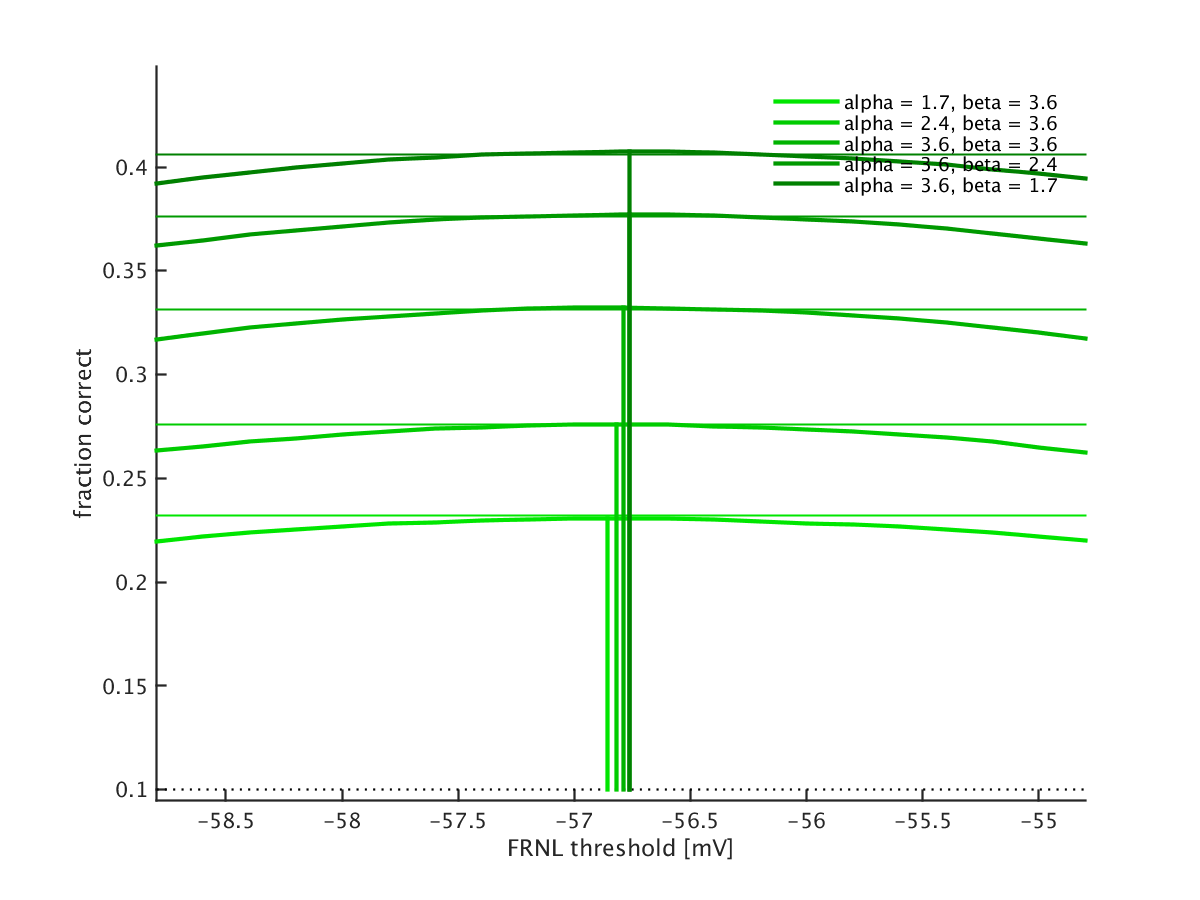 alpha = 1.7, beta = 3.6
alpha = 2.4, beta = 3.6
alpha = 3.6, beta = 3.6
alpha = 3.6, beta = 2.4
alpha = 3.6, beta = 1.7
0.4
0.35
0.3
0.25
0.2
0.15
0.1
fraction correct
−58.5 −58 −57.5 −57 −56.5 −56 −55.5 −55
FRNL threshold [mV]